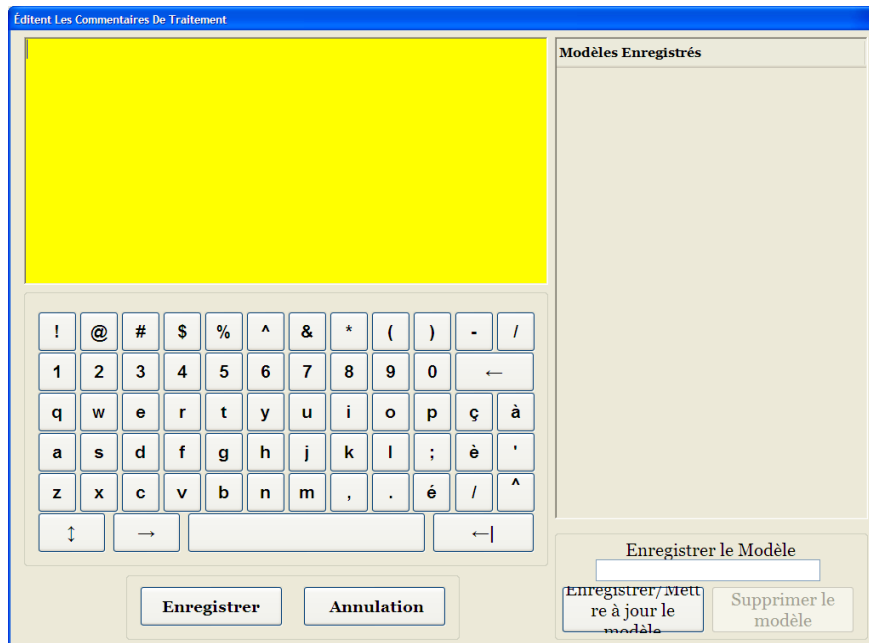 Éditent Les Commentaires De Traitement
Modèles Enregistrés
! @ # $ % ^ & * ( ) - /
1 2 3 4 5 6 7 8 9 0 ←
q w e r t y u i o p ç à
a s d f g h j k l ; è '
z x c v b n m , . é / ^
↕ → ←|
Enregistrer Annulation
Enregistrer le Modèle
Enregistrer/Mett
re à jour le
modèle
Supprimer le
modèle